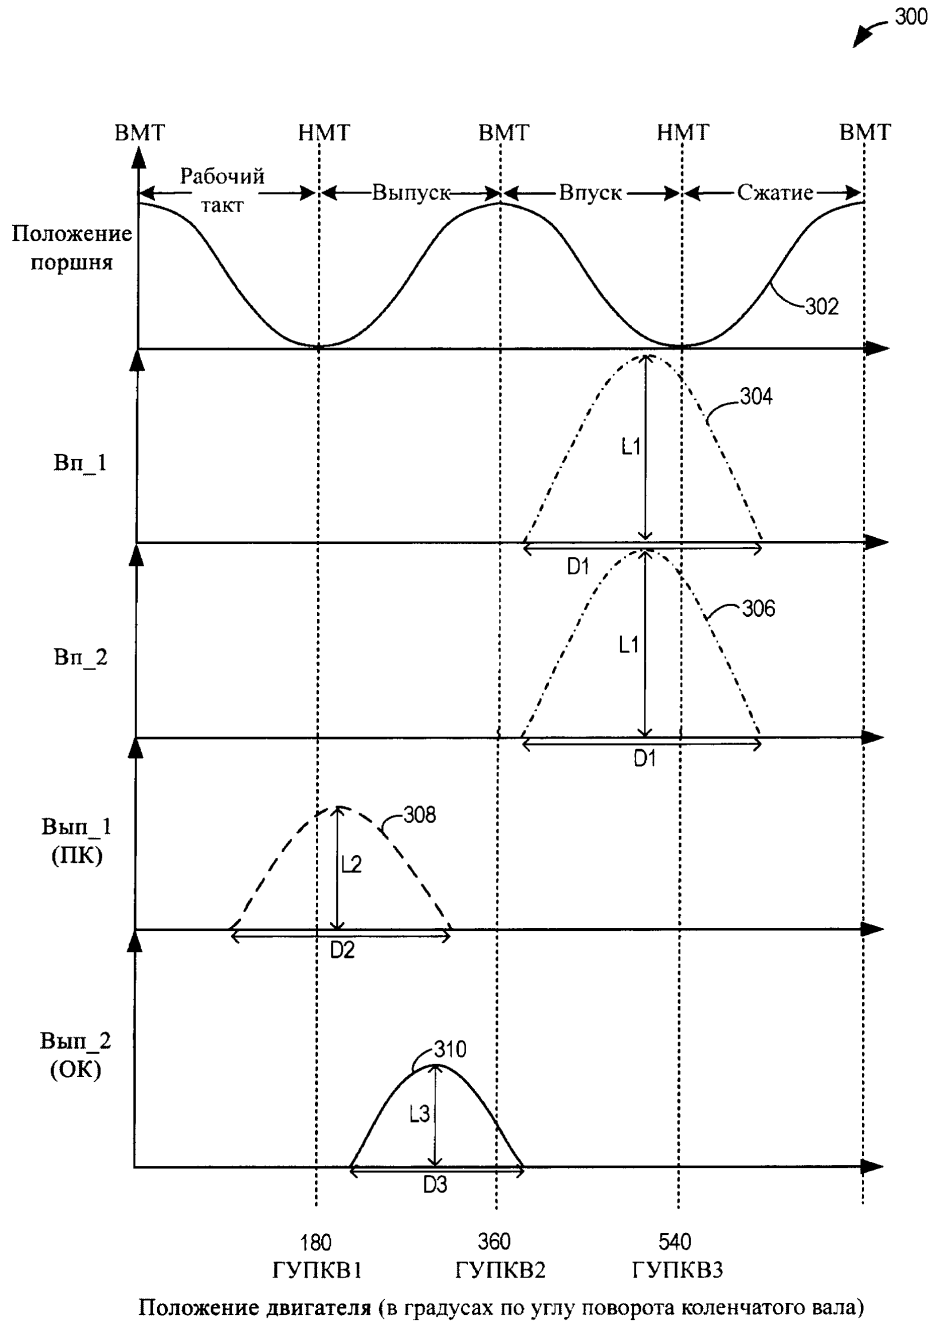 300
ВМТ НМТ ВМТ НМТ ВМТ
Рабочий
такт
Выпуск Впуск Сжатие
Положение
поршня
302
304
L1
Вп_1
D1
306
L1
Вп_2
D1
308
Вып_1
(ПК)
L2
D2
310
Вып_2
(ОК)
L3
D3
180 360 540
ГУПКВ1 ГУПКВ2 ГУПКВ3
Положение двигателя (в градусах по углу поворота коленчатого вала)